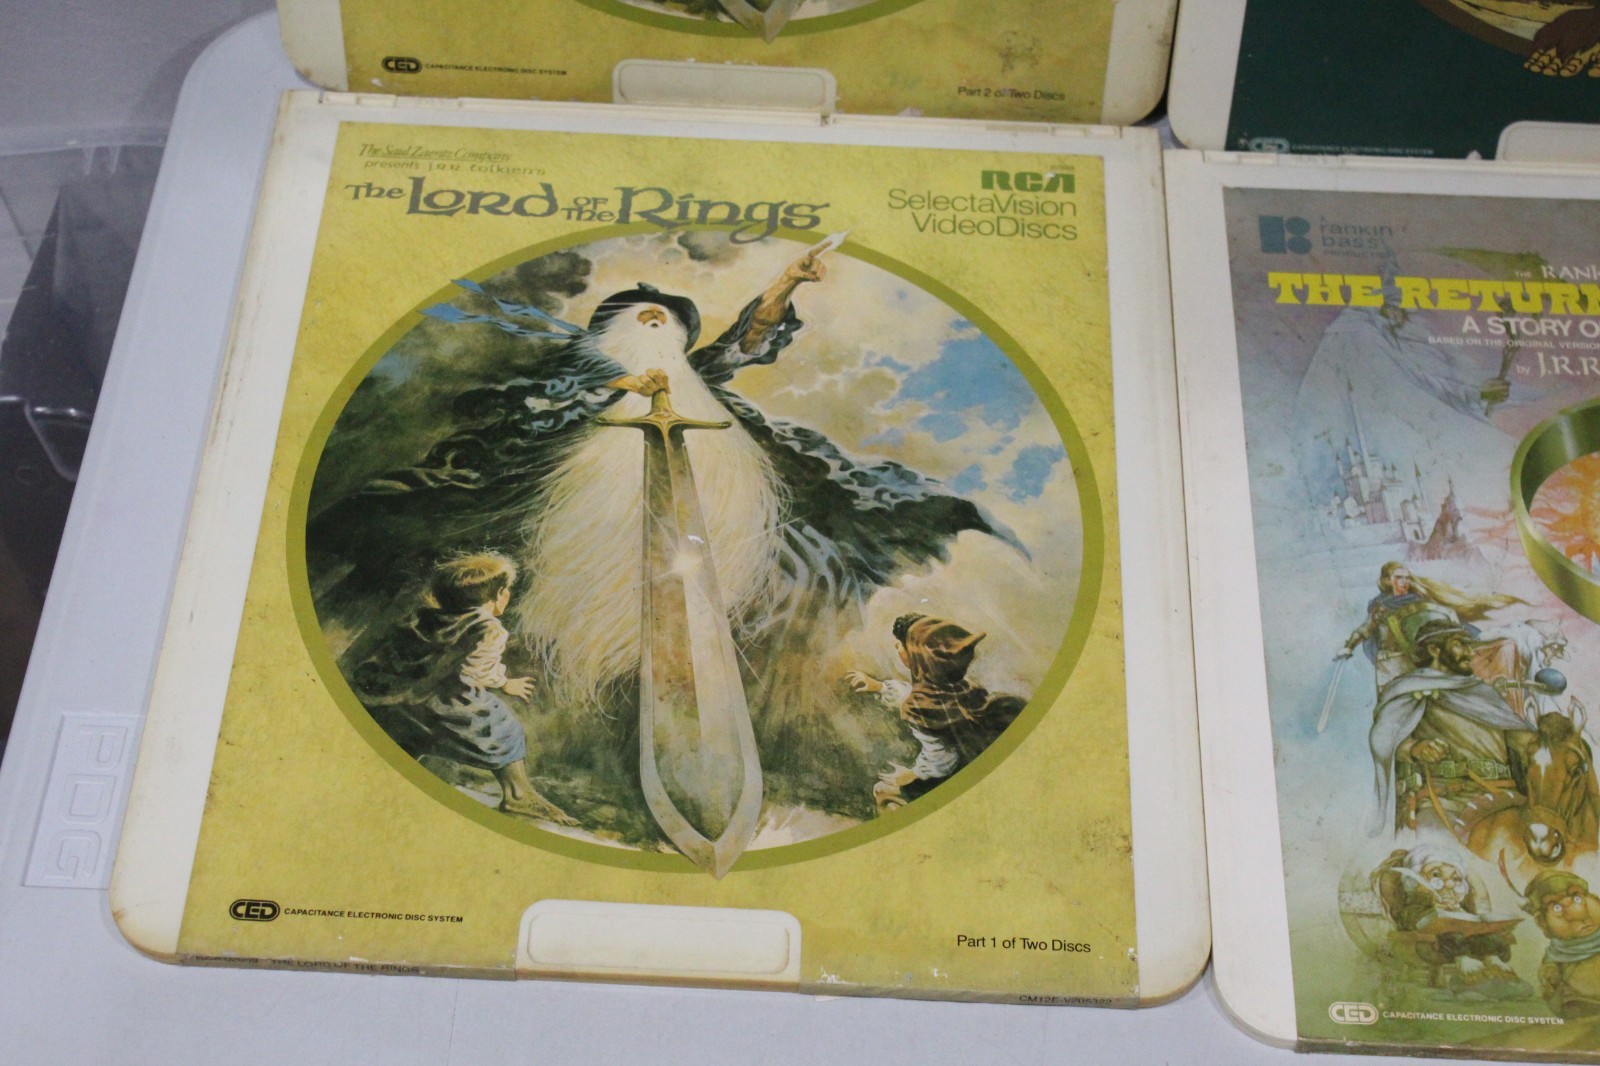 CED CAPACITANCE ELECTRONIC DISC SYSTEM
Part 2 of Two Discs
CED CAPACITANCE ELECTRONIC DISC SYSTEM
The Saul Zaentz Company
presents J.R.R. Tolkien's
The Lord of the Rings
RCA
SelectaVision
VideoDiscs
CED CAPACITANCE ELECTRONIC DISC SYSTEM
Part 1 of Two Discs
THE LORD OF THE RINGS
PDG
rankin
bass
THE RANK
THE RETURN
A STORY O
BASED ON THE ORIGINAL VERSION
by J.R.R
CED CAPACITANCE ELECTRONIC DISC SYSTEM